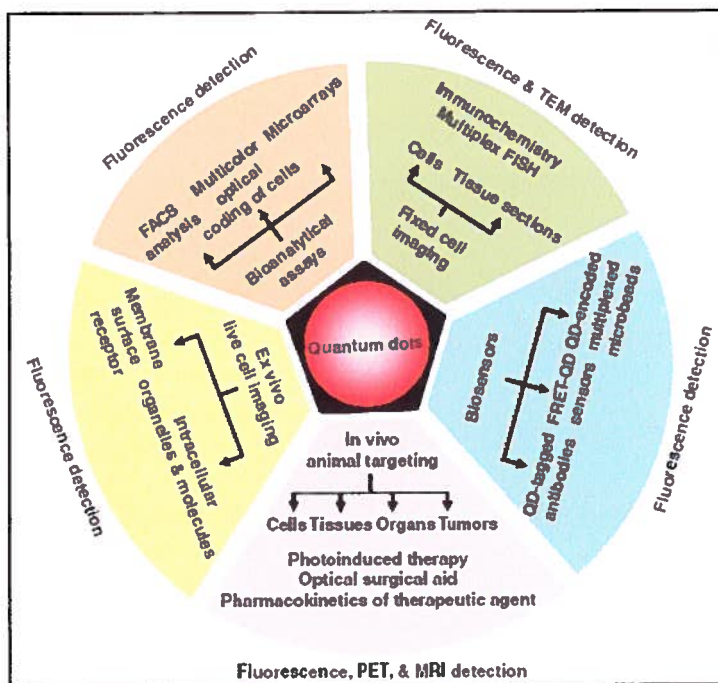 Fluorescence detection
FACS Multicolor Microarrays
analysis optical
coding of cells
Bioanalytical
assays
Fluorescence & TEM detection
Immunochemistry
Multiplex FISH
Cells Tissue sections
Fixed cell
imaging
Quantum dots
Fluorescence detection
Biosensors
QD-tagged FRET-QD QD-encoded
antibodies sensors multiplexed
microbeads
In vivo
animal targeting
Cells Tissues Organs Tumors
Photoinduced therapy
Optical surgical aid
Pharmacokinetics of therapeutic agent
Fluorescence, PET, & MRI detection
Fluorescence detection
Ex vivo
live cell imaging
Membrane Intracellular
surface organelles & molecules
receptor